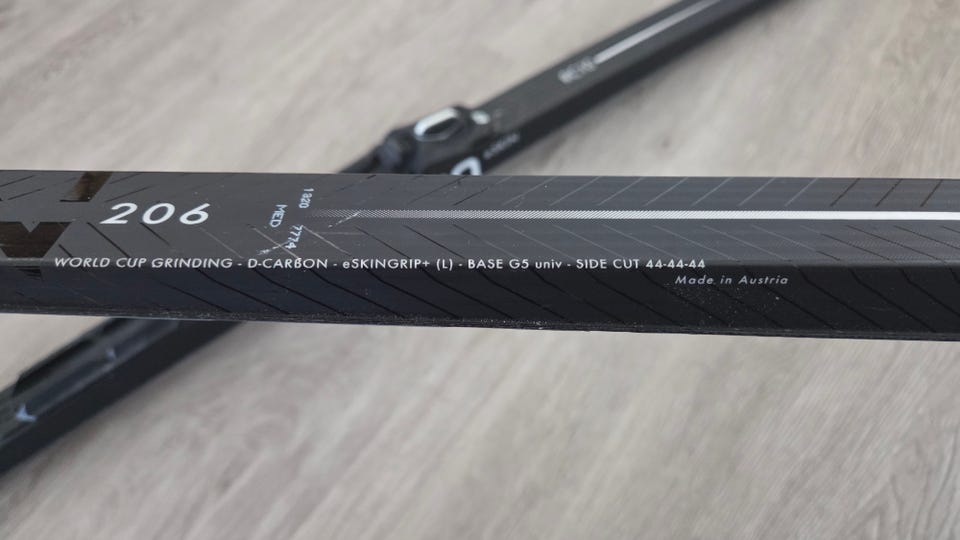 206
1320
MED
7774
WORLD CUP GRINDING - D-CARBON - eSKINGRIP+ (L) - BASE G5 univ - SIDE CUT 44-44-44
Made in Austria